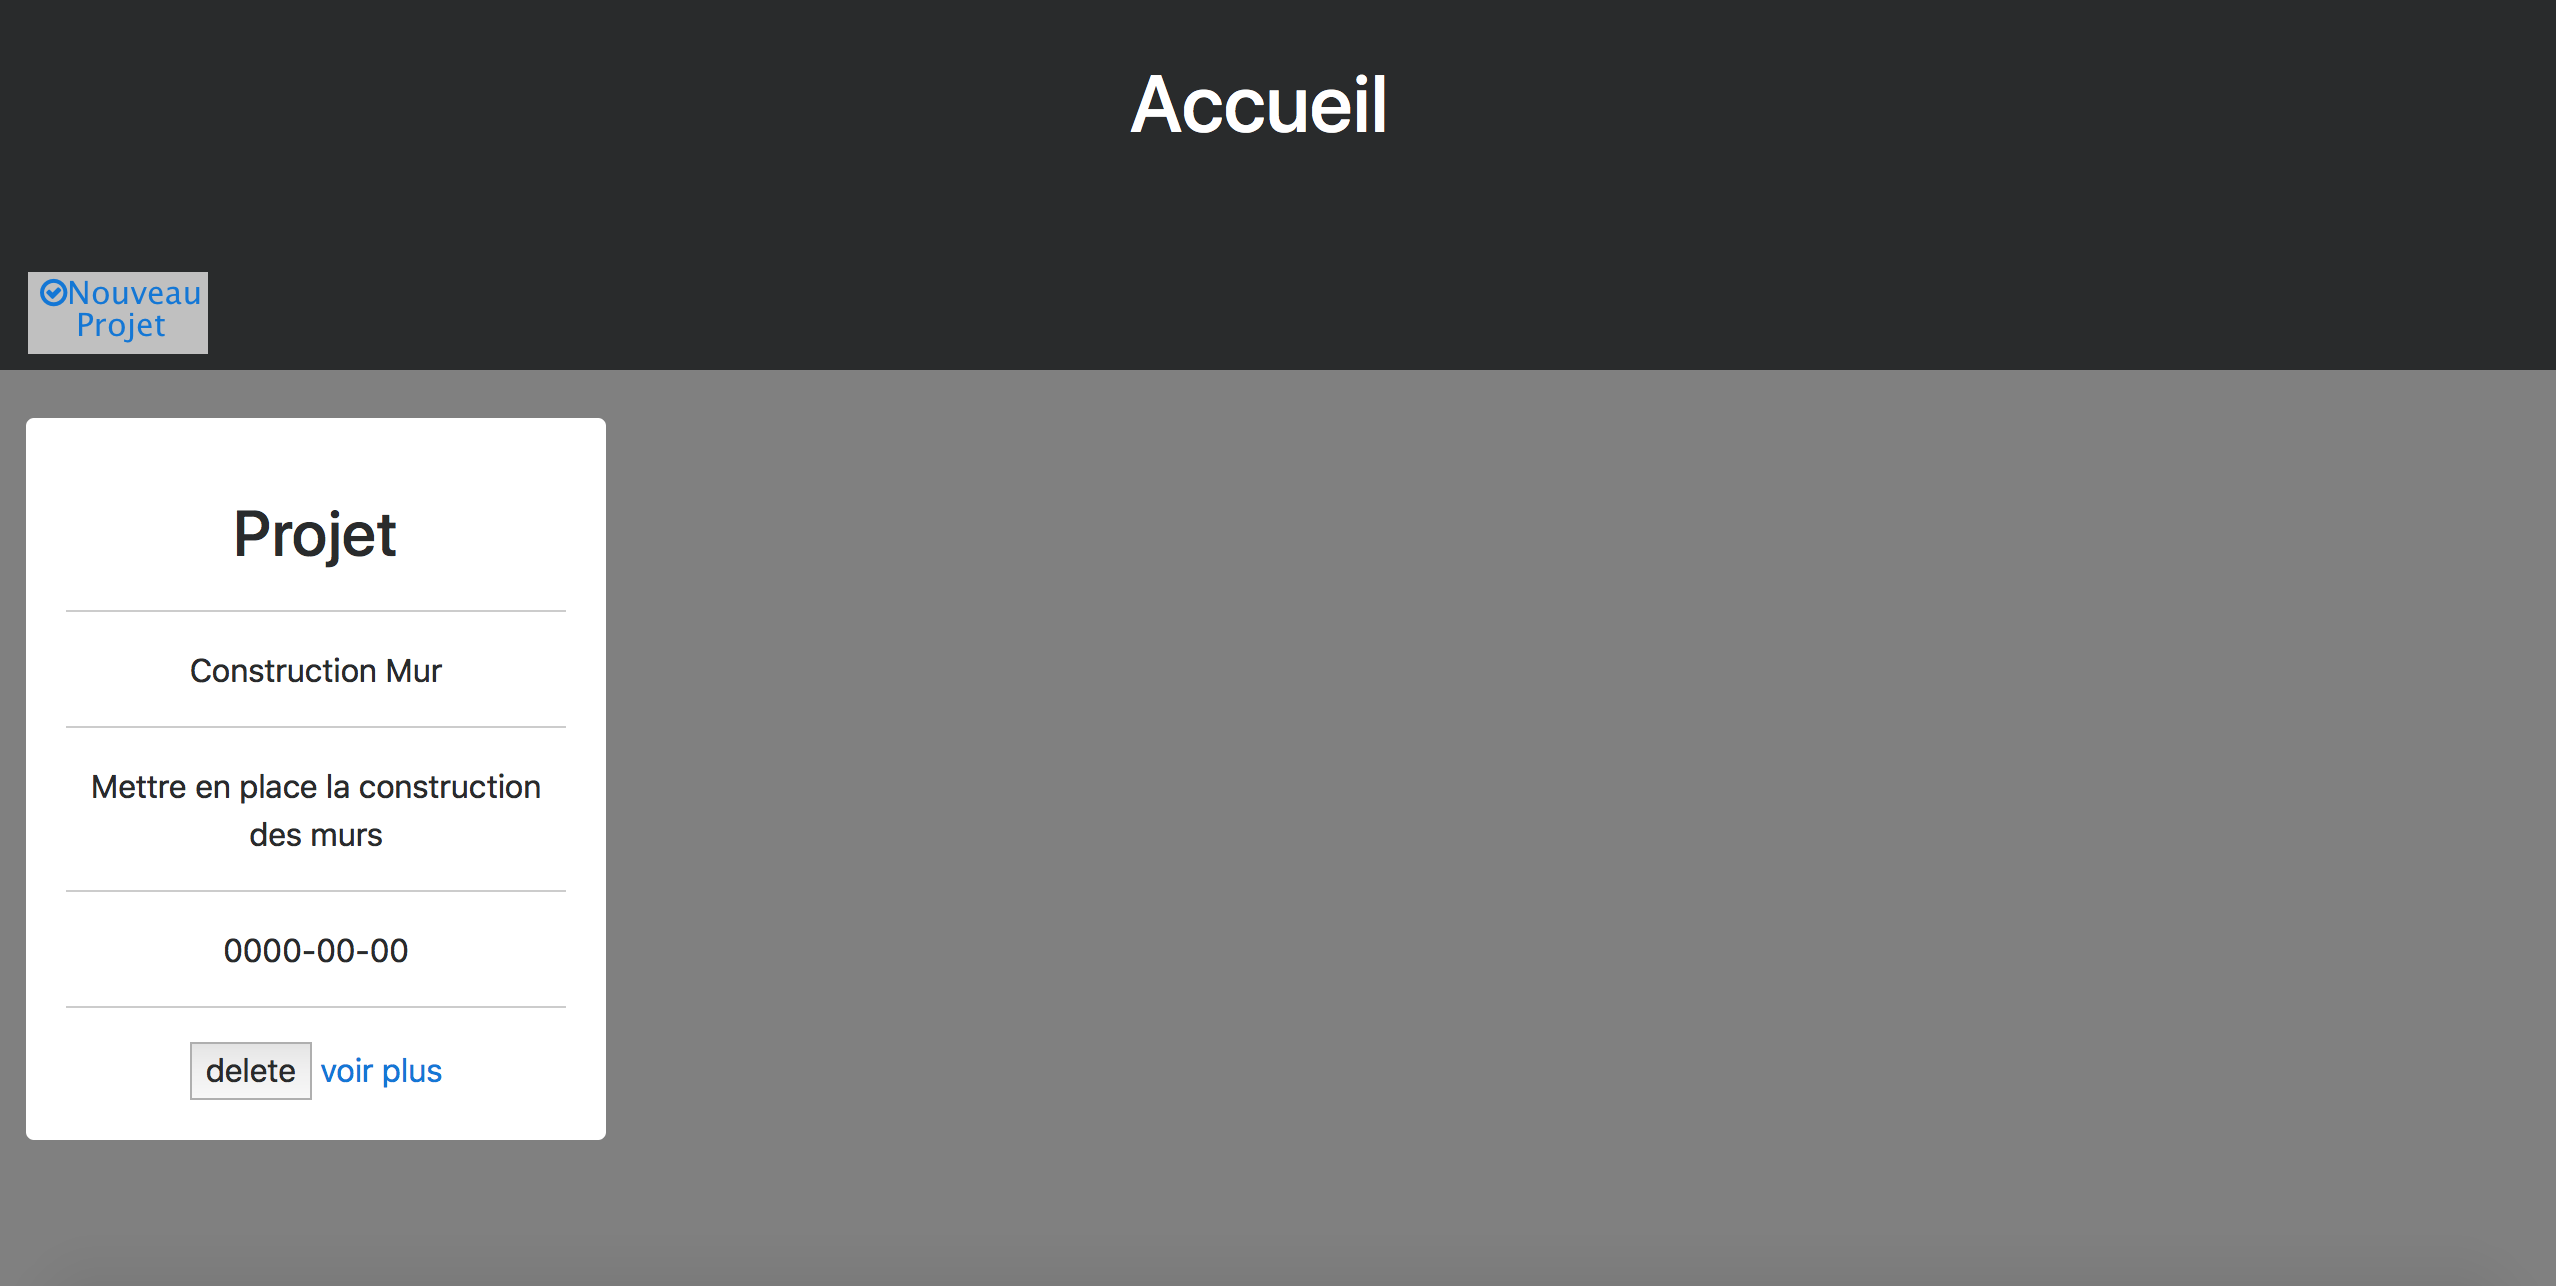 Accueil
Nouveau
Projet
Projet
Construction Mur
Mettre en place la construction
des murs
0000-00-00
delete voir plus